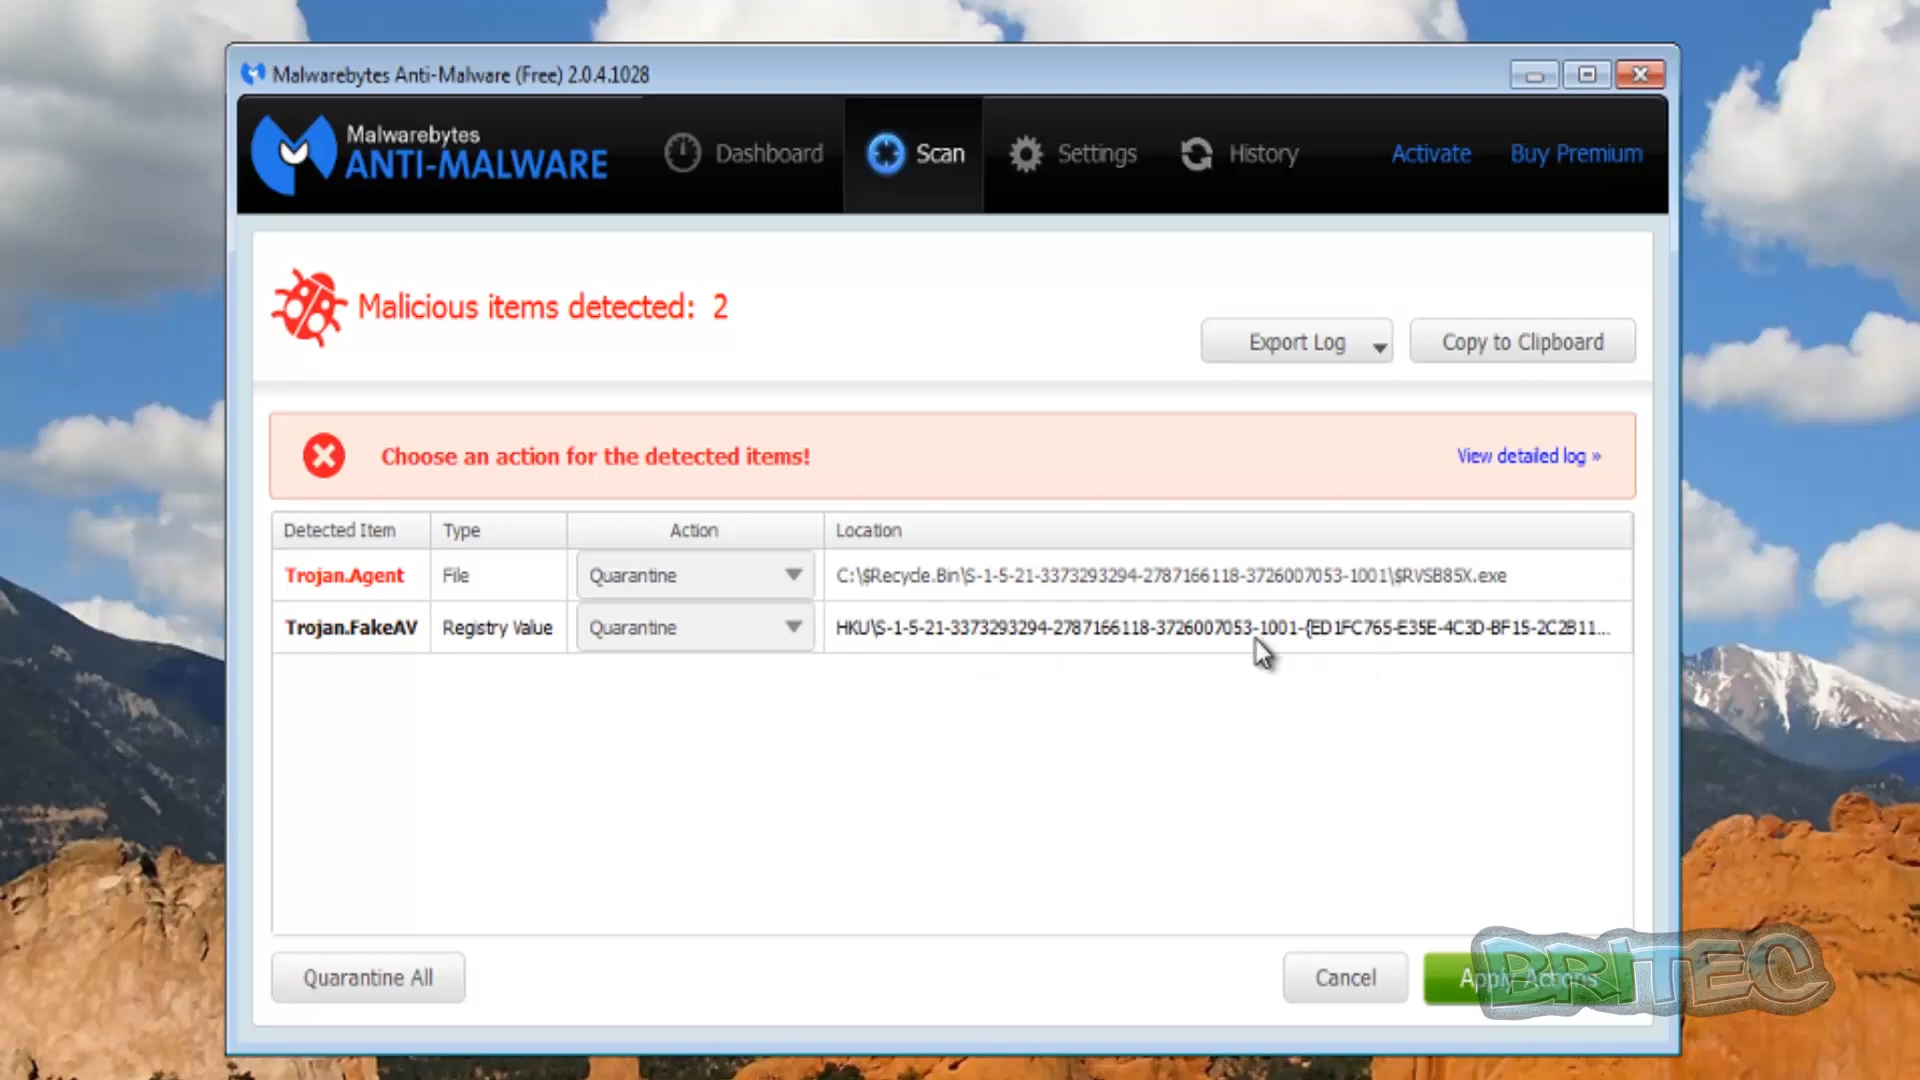 Malwarebytes Anti-Malware (Free) 2.0.4.1028
Malwarebytes
ANTI-MALWARE
Dashboard
Scan
Settings
History
Activate
Buy Premium
Malicious items detected: 2
Export Log
Copy to Clipboard
Choose an action for the detected items!
View detailed log »
Detected Item Type Action Location
Trojan.Agent File Quarantine C:\$Recycle.Bin\S-1-5-21-3373293294-2787166118-3726007053-1001\$RVSB85X.exe
Trojan.FakeAV Registry Value Quarantine HKU\S-1-5-21-3373293294-2787166118-3726007053-1001-{ED1FC765-E35E-4C3D-BF15-2C2B11...
Quarantine All
Cancel
Apply Actions
BRITEC